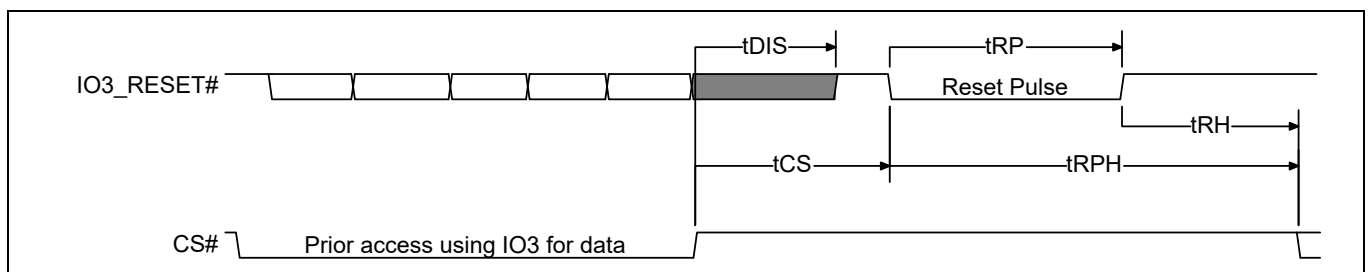 tDIS
tRP
IO3_RESET#
Reset Pulse
tRH
tCS
tRPH
CS#
Prior access using IO3 for data